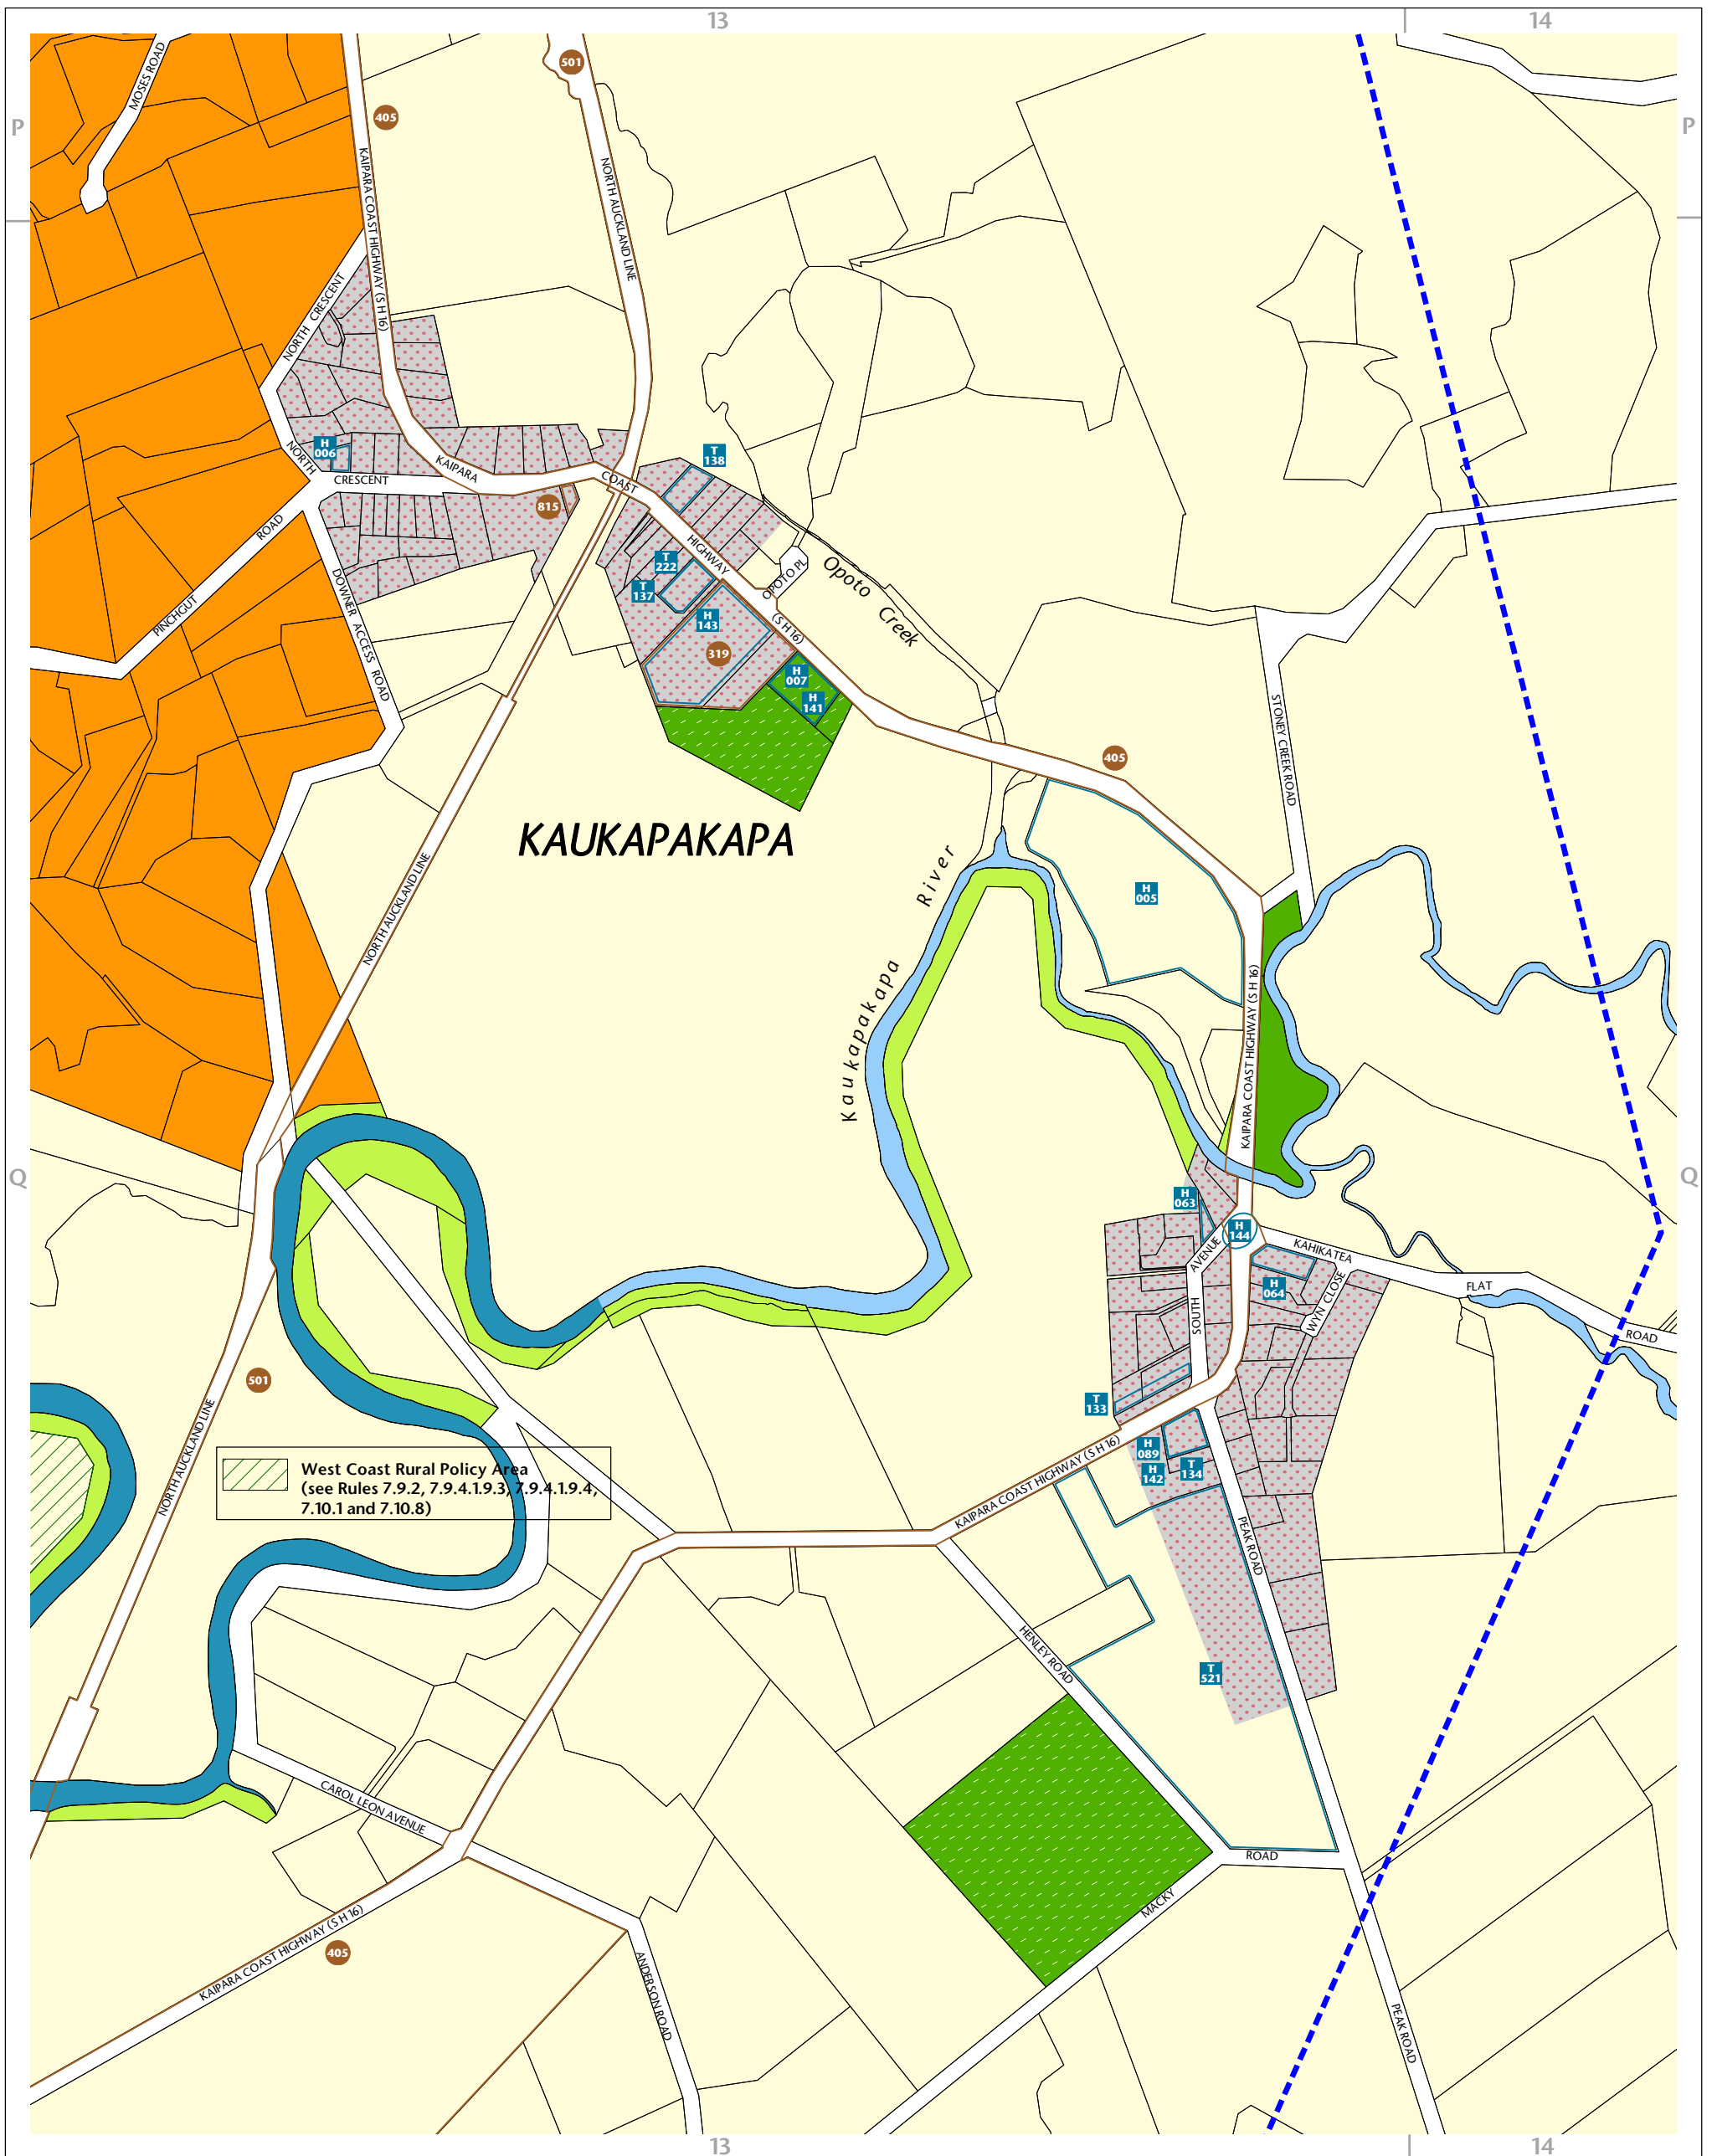 13
14
P
P
MOSES ROAD
501
405
KAIPARA COAST HIGHWAY (S H 16)
NORTH AUCKLAND LINE
NORTH CRESCENT
H
006
NORTH
CRESCENT
KAIPARA
COAST
T
138
815
HIGHWAY
ROAD
PINCHGUT
T
222
T
137
OPOTO PL
Opoto Creek
DOWNER ACCESS ROAD
H
143
(S H 16)
319
H
007
H
141
STONEY CREEK ROAD
405
KAUKAPAKAPA
River
Kaukapakapa
H
005
NORTH AUCKLAND LINE
KAIPARA COAST HIGHWAY (S H 16)
Q
Q
H
063
H
144
AVENUE
SOUTH
KAHIKATEA
FLAT
ROAD
H
064
WYN CLOSE
501
NORTH AUCKLAND LINE
T
133
H
089
H
142
T
134
West Coast Rural Policy Area
(see Rules 7.9.2, 7.9.4.1.9.3, 7.9.4.1.9.4,
7.10.1 and 7.10.8)
KAIPARA COAST HIGHWAY (S H 16)
PEAK ROAD
HENLEY ROAD
T
521
CAROL LEON AVENUE
ROAD
MACKY
KAIPARA COAST HIGHWAY (S H 16)
405
ANDERSON ROAD
PEAK ROAD
13
14